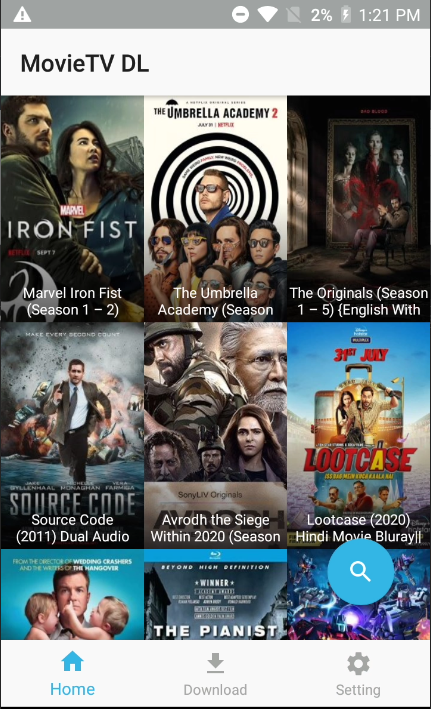 2% 1:21 PM
MovieTV DL
MARVEL
IRON FIST
NETFLIX SEPT 7
Marvel Iron Fist
(Season 1 – 2)
A NETFLIX ORIGINAL SERIES
THE UMBRELLA ACADEMY 2
JULY 31 | NETFLIX
The Umbrella
Academy (Season
BAD BLOOD
The Originals (Season
1 – 5) {English With
MAKE EVERY SECOND COUNT
GYLLENHAAL MONAGHAN FARMIGA
SOURCE CODE
Source Code
(2011) Dual Audio
SonyLIV Originals
Avrodh the Siege
Within 2020 (Season
31ST JULY
LOOTCASE
Lootcase (2020)
Hindi Movie Bluray||
FROM THE DIRECTOR OF WEDDING CRASHERS
AND THE WRITERS OF THE HANGOVER
BEYOND HIGH DEFINITION
WINNER
THE PIANIST
Home
Download
Setting